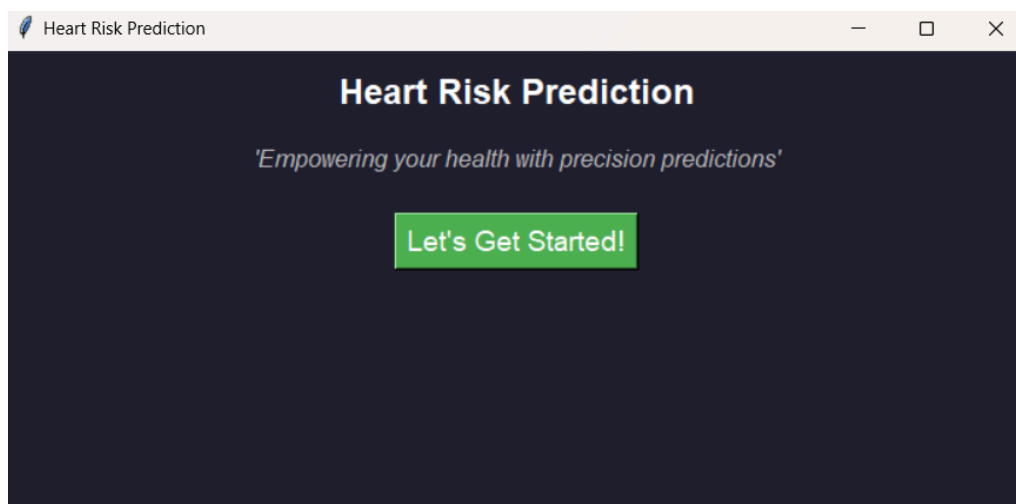 Heart Risk Prediction
Heart Risk Prediction
'Empowering your health with precision predictions'
Let's Get Started!